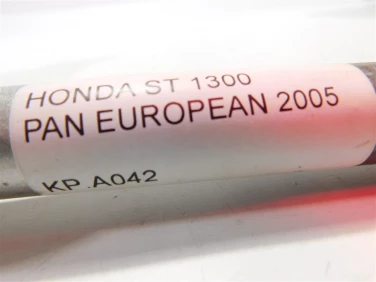 HONDA ST 1300
PAN EUROPEAN 2005
KP A042